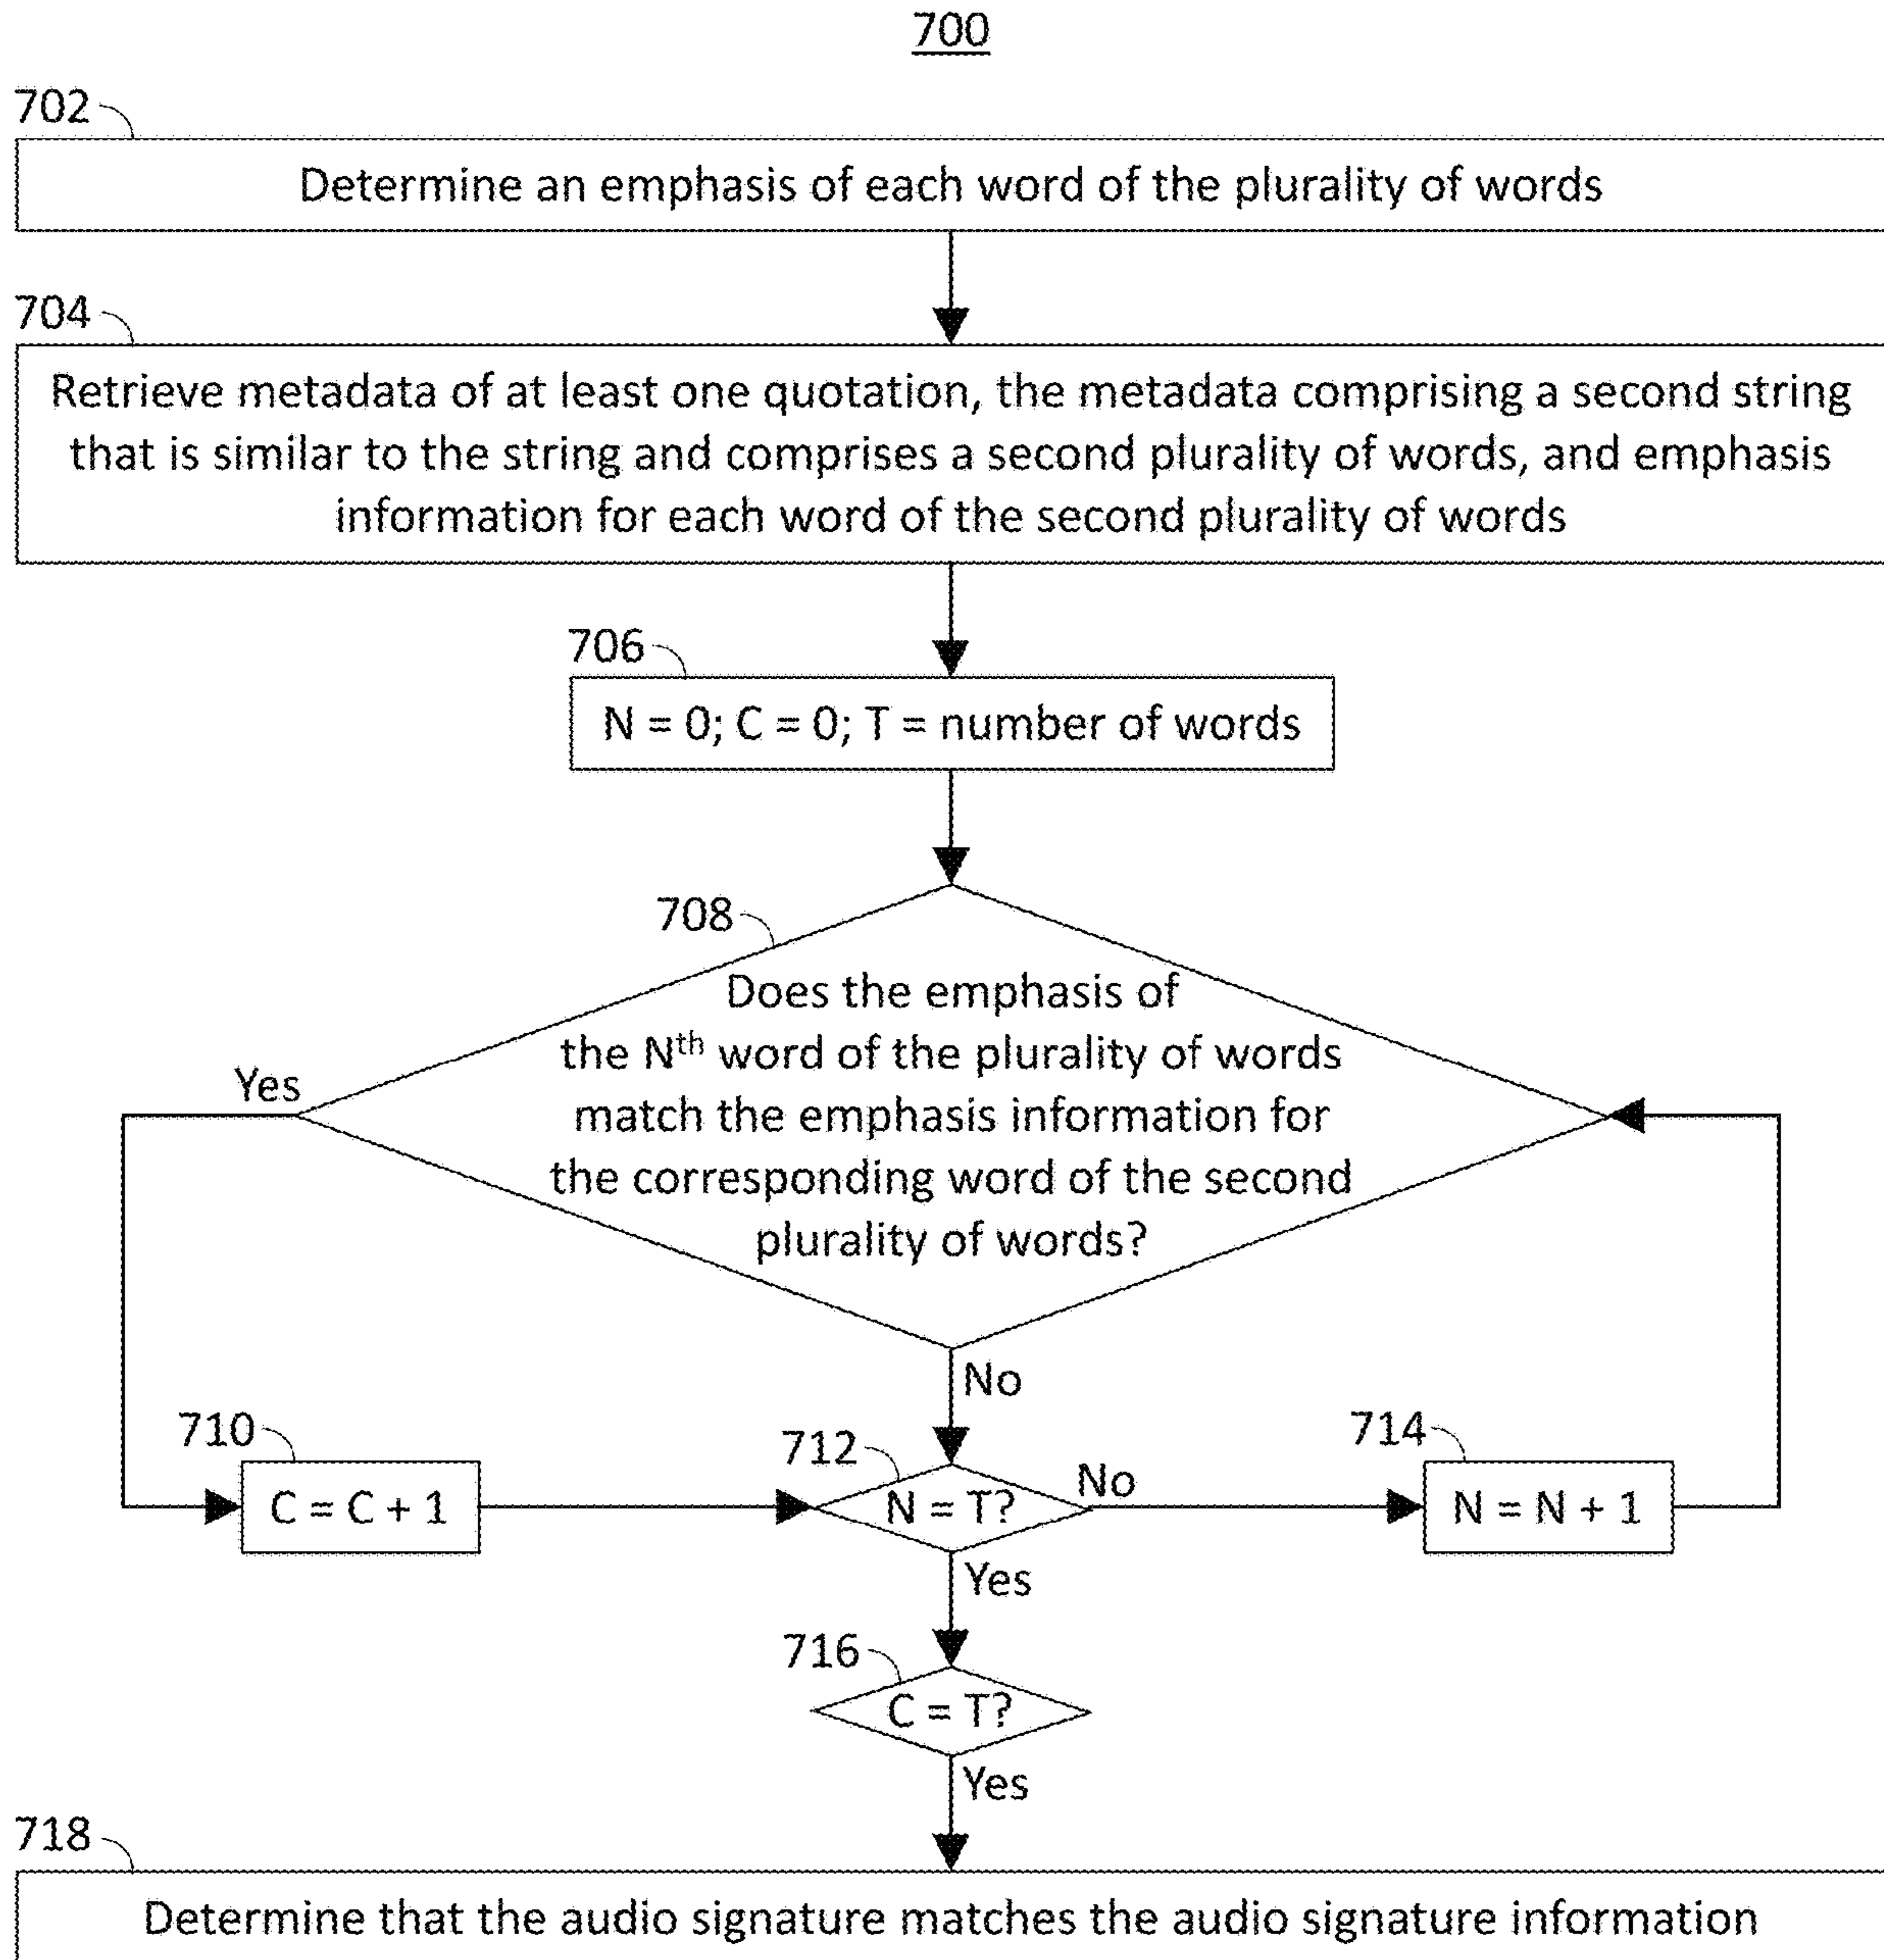 700
702
Determine an emphasis of each word of the plurality of words
704
Retrieve metadata of at least one quotation, the metadata comprising a second string
that is similar to the string and comprises a second plurality of words, and emphasis
information for each word of the second plurality of words
706
N = 0; C = 0; T = number of words
708
Does the emphasis of
the Nth word of the plurality of words
match the emphasis information for
the corresponding word of the second
plurality of words?
Yes
No
710
C = C + 1
712
N = T?
No
714
N = N + 1
Yes
716
C = T?
Yes
718
Determine that the audio signature matches the audio signature information